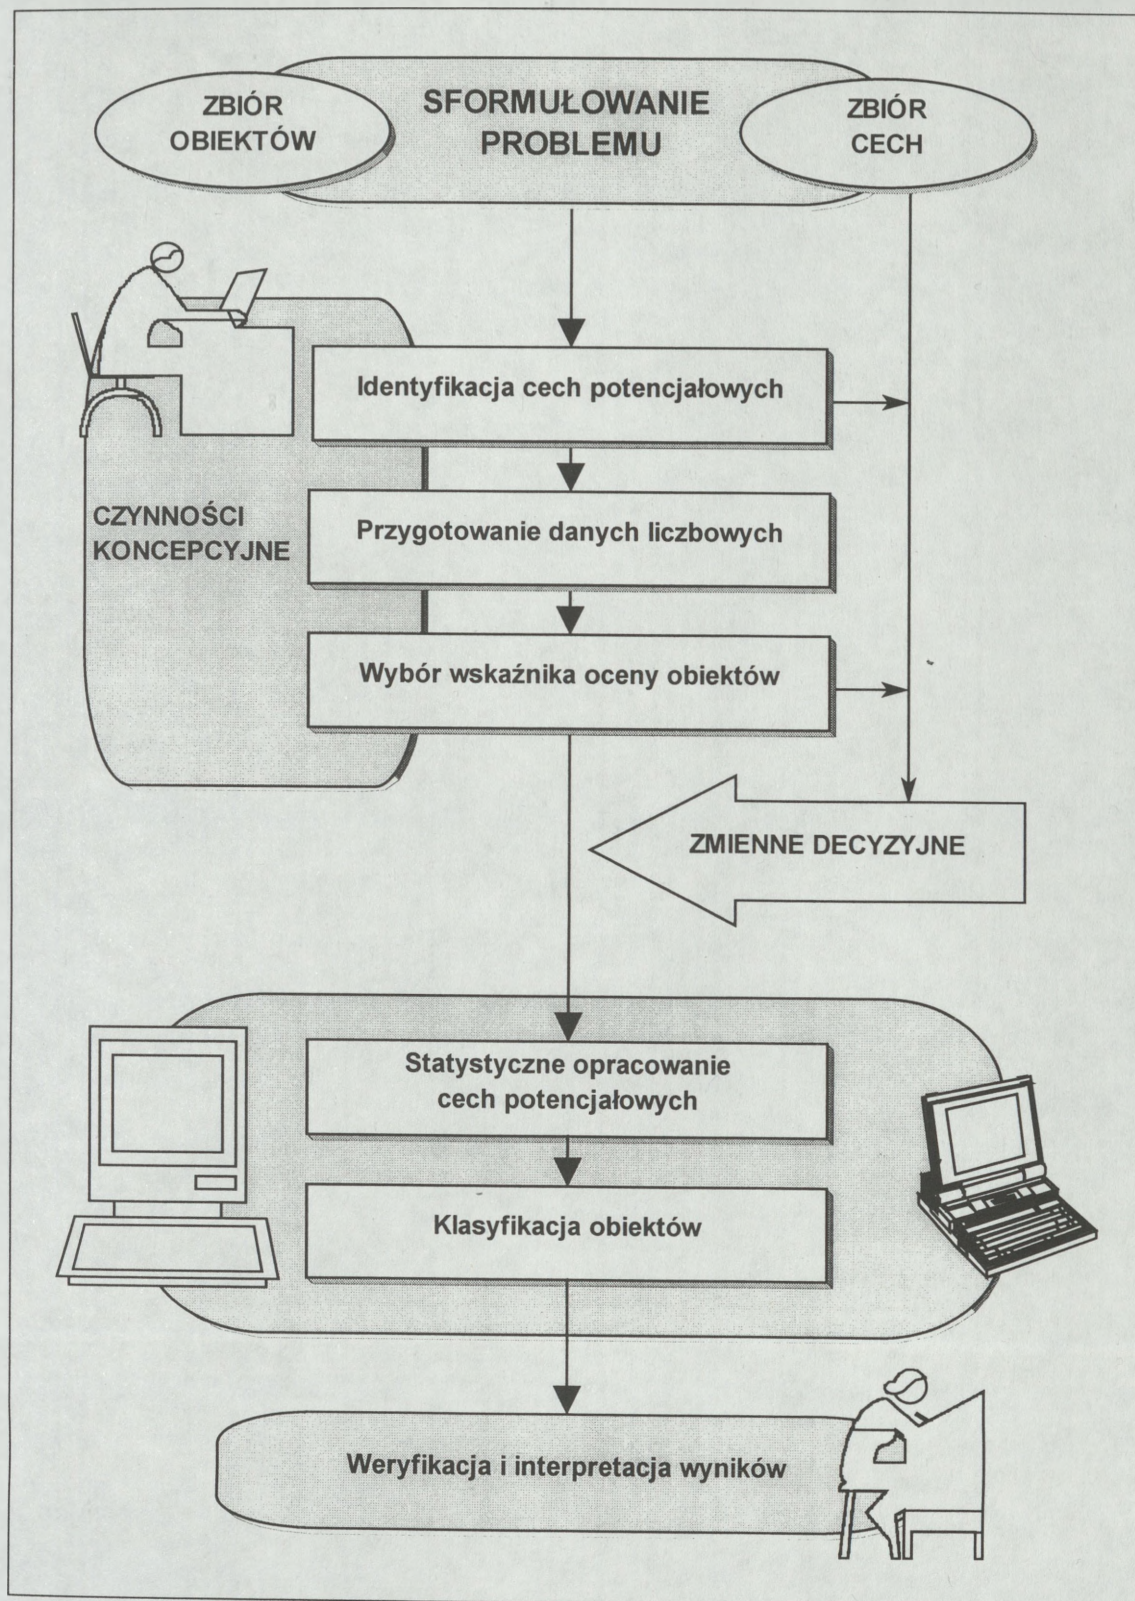 ZBIÓR
OBIEKTÓW
SFORMUŁOWANIE
PROBLEMU
ZBIÓR
CECH
Identyfikacja cech potencjałowych
CZYNNOŚCI
KONCEPCYJNE
Przygotowanie danych liczbowych
Wybór wskaźnika oceny obiektów
ZMIENNE DECYZYJNE
Statystyczne opracowanie
cech potencjałowych
Klasyfikacja obiektów
Weryfikacja i interpretacja wyników